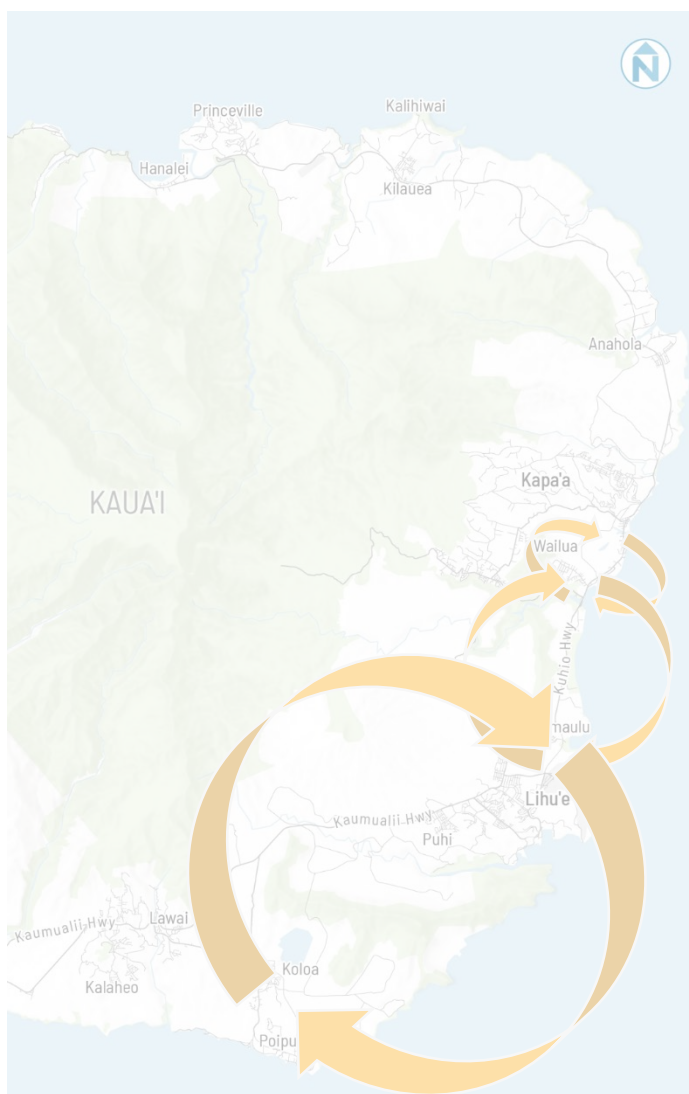 N
Kalihiwai
Princeville
Hanalei
Kilauea
Anahola
Kapa'a
KAUA'I
Wailua
Kuhio Hwy
maulu
Lihu'e
Kaumualii Hwy
Puhi
Lawai
Kaumualii Hwy
Koloa
Kalaheo
Poipu